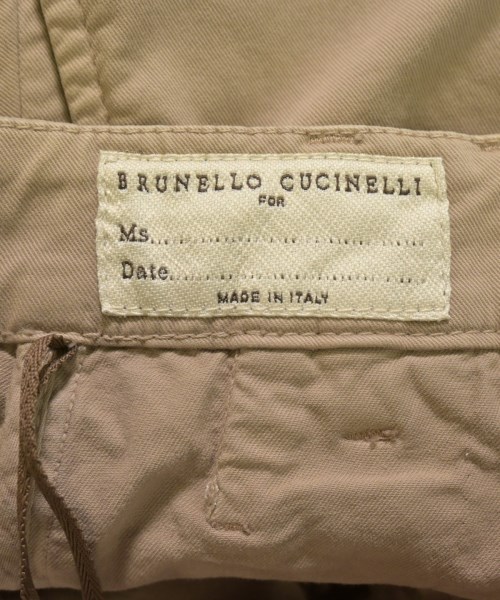 BRUNELLO CUCINELLI
FOR
Ms.......................................
Date.....................................
MADE IN ITALY